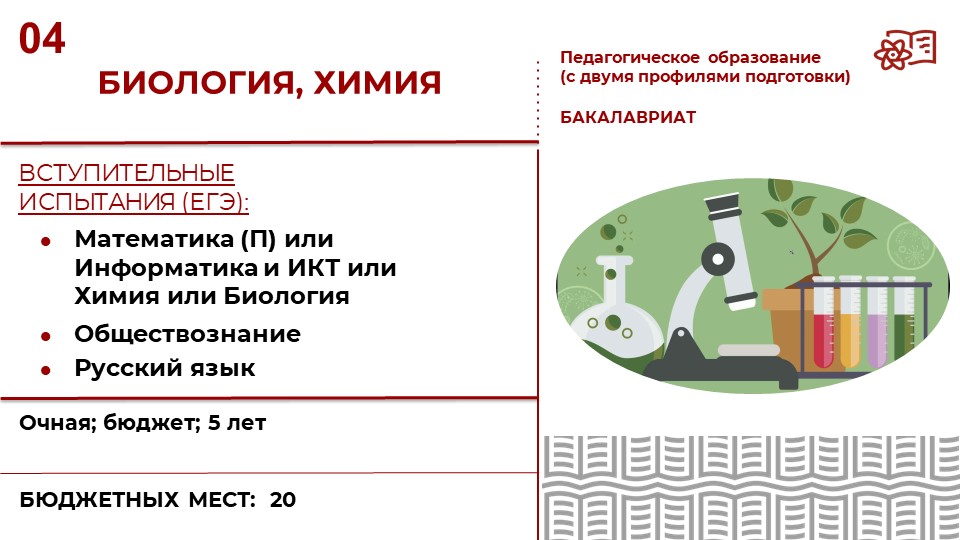 04
БИОЛОГИЯ, ХИМИЯ
Педагогическое образование
(с двумя профилями подготовки)
БАКАЛАВРИАТ
ВСТУПИТЕЛЬНЫЕ
ИСПЫТАНИЯ (ЕГЭ):
• Математика (П) или
Информатика и ИКТ или
Химия или Биология
• Обществознание
• Русский язык
Очная; бюджет; 5 лет
БЮДЖЕТНЫХ МЕСТ: 20